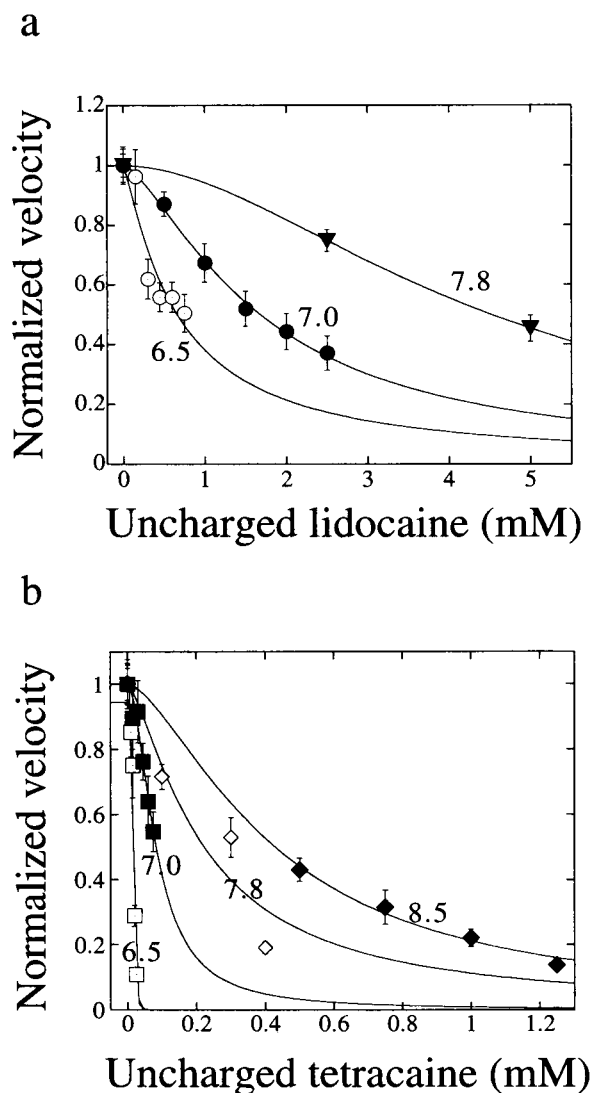 a
1.2
1
0.8
0.6
0.4
0.2
0
Normalized velocity
7.8
7.0
6.5
0 1 2 3 4 5
Uncharged lidocaine (mM)
b
1
0.8
0.6
0.4
0.2
0
Normalized velocity
7.0
7.8
8.5
6.5
0 0.2 0.4 0.6 0.8 1 1.2
Uncharged tetracaine (mM)